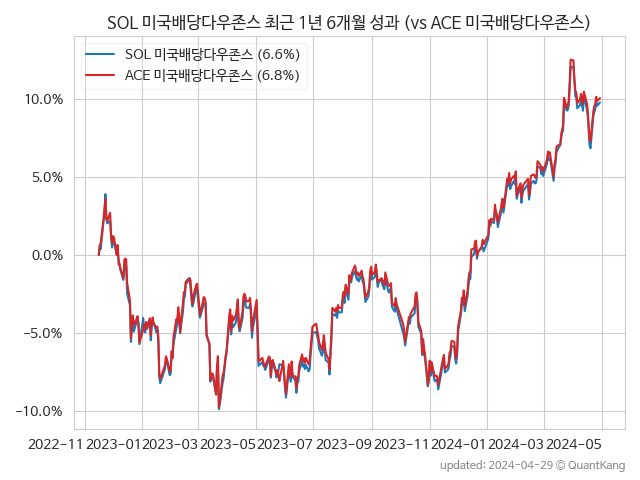 SOL 미국배당다우존스 최근 1년 6개월 성과 (vs ACE 미국배당다우존스)
SOL 미국배당다우존스 (6.6%)
ACE 미국배당다우존스 (6.8%)
10.0%
5.0%
0.0%
−5.0%
−10.0%
2022-11 2023-01 2023-03 2023-05 2023-07 2023-09 2023-11 2024-01 2024-03 2024-05
updated: 2024-04-29 © QuantKang